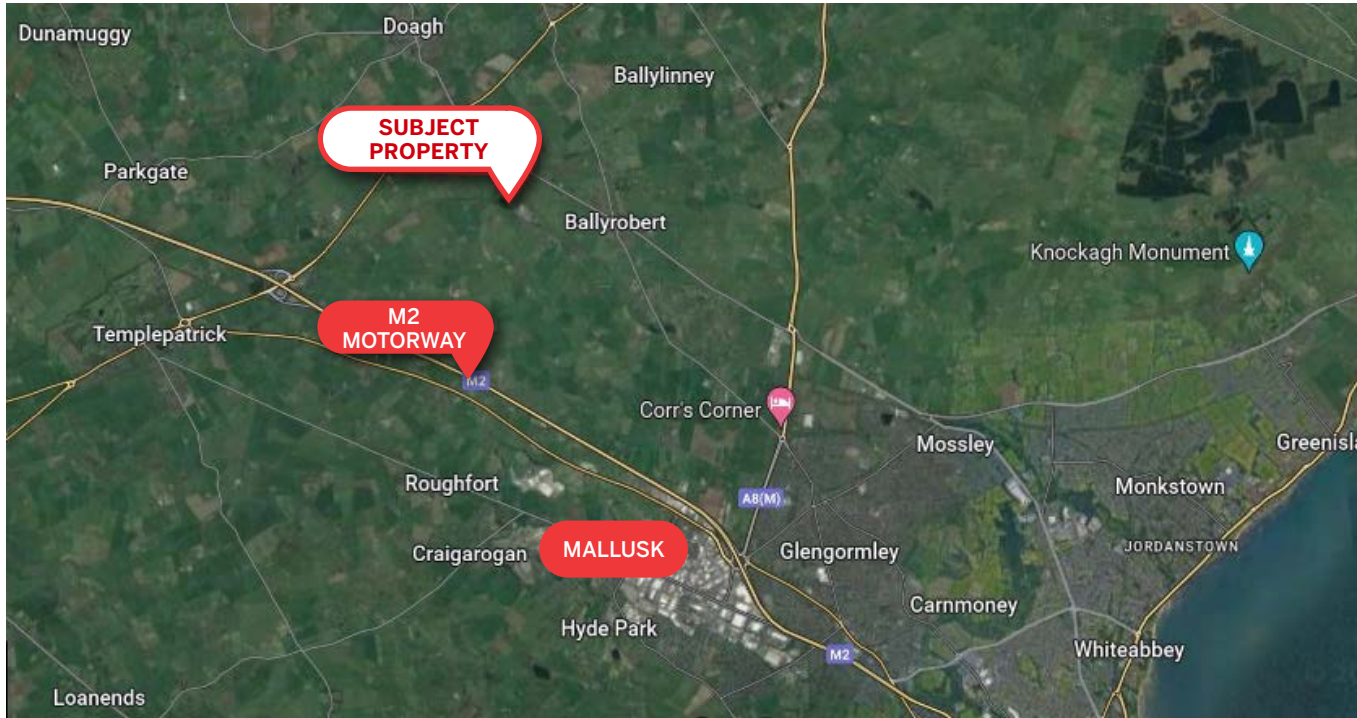 Doagh
Dunamuggy
Ballylinney
SUBJECT
PROPERTY
Parkgate
Ballyrobert
Knockagh Monument
M2
MOTORWAY
Templepatrick
M2
Corr's Corner
Mossley
Greenisla
Roughfort
Monkstown
A8(M)
MALLUSK
Craigarogan
Glengormley
JORDANSTOWN
Carnmoney
Hyde Park
Whiteabbey
M2
Loanends